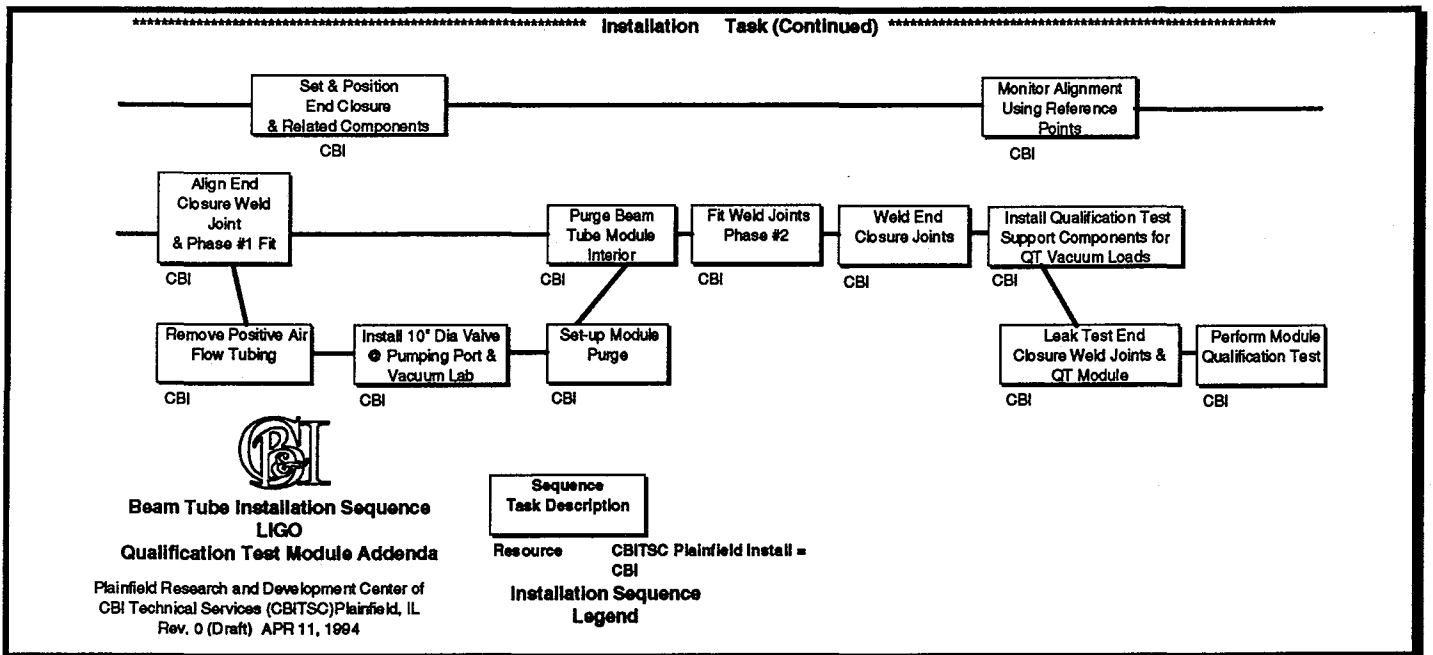 ****************************************************************** Installation Task (Continued) ******************************************************************
Set & Position
End Closure
& Related Components
CBI
Monitor Alignment
Using Reference
Points
CBI
Align End
Closure Weld
Joint
& Phase #1 Fit
CBI
Purge Beam
Tube Module
Interior
CBI
Fit Weld Joints
Phase #2
CBI
Weld End
Closure Joints
CBI
Install Qualification Test
Support Components for
QT Vacuum Loads
CBI
Remove Positive Air
Flow Tubing
CBI
Install 10" Dia Valve
@ Pumping Port &
Vacuum Lab
CBI
Set-up Module
Purge
CBI
Leak Test End
Closure Weld Joints &
QT Module
CBI
Perform Module
Qualification Test
CBI
CB&I
Beam Tube Installation Sequence
LIGO
Qualification Test Module Addenda
Plainfield Research and Development Center of
CBI Technical Services (CBITSC)Plainfield, IL
Rev. 0 (Draft) APR 11, 1994
Sequence
Task Description
Resource CBITSC Plainfield Install =
CBI
Installation Sequence
Legend